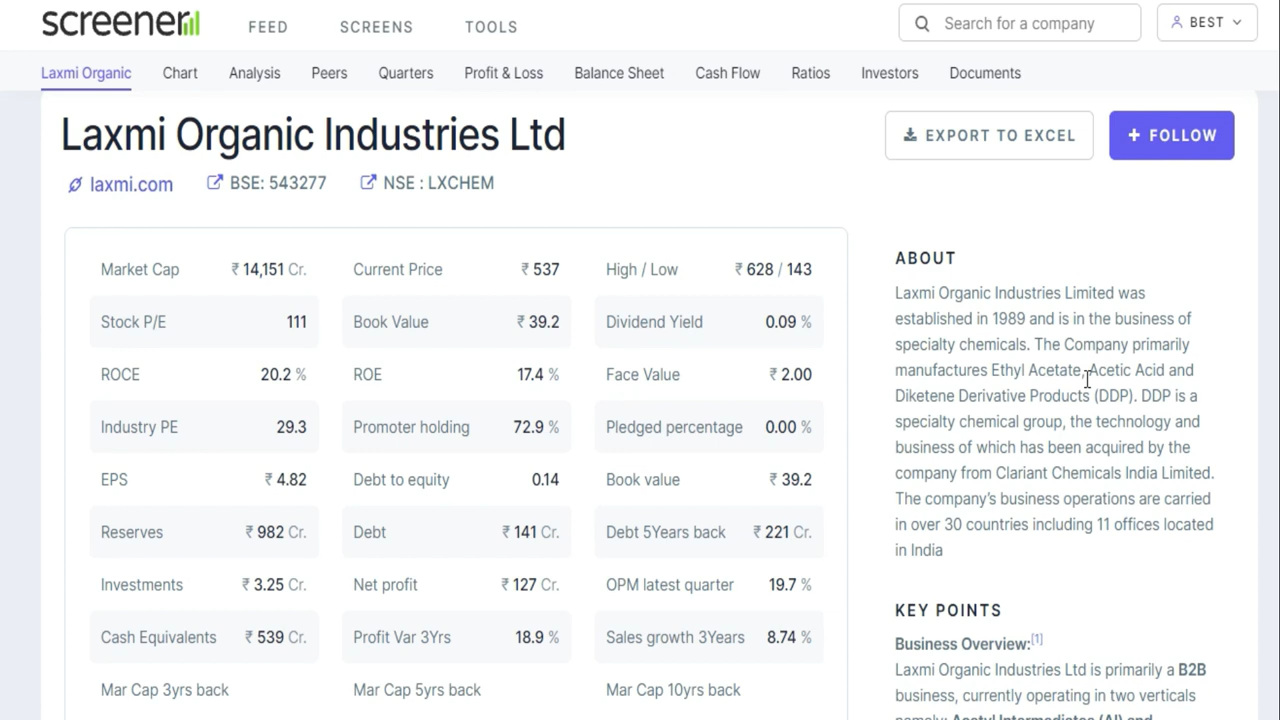 screener
FEED SCREENS TOOLS
Search for a company
BEST
Laxmi Organic Chart Analysis Peers Quarters Profit & Loss Balance Sheet Cash Flow Ratios Investors Documents
Laxmi Organic Industries Ltd
EXPORT TO EXCEL
+ FOLLOW
laxmi.com BSE: 543277 NSE : LXCHEM
Market Cap ₹ 14,151 Cr. Current Price ₹ 537 High / Low ₹ 628 / 143
Stock P/E 111 Book Value ₹ 39.2 Dividend Yield 0.09 %
ROCE 20.2 % ROE 17.4 % Face Value ₹ 2.00
Industry PE 29.3 Promoter holding 72.9 % Pledged percentage 0.00 %
EPS ₹ 4.82 Debt to equity 0.14 Book value ₹ 39.2
Reserves ₹ 982 Cr. Debt ₹ 141 Cr. Debt 5Years back ₹ 221 Cr.
Investments ₹ 3.25 Cr. Net profit ₹ 127 Cr. OPM latest quarter 19.7 %
Cash Equivalents ₹ 539 Cr. Profit Var 3Yrs 18.9 % Sales growth 3Years 8.74 %
Mar Cap 3yrs back Mar Cap 5yrs back Mar Cap 10yrs back
ABOUT
Laxmi Organic Industries Limited was
established in 1989 and is in the business of
specialty chemicals. The Company primarily
manufactures Ethyl Acetate, Acetic Acid and
Diketene Derivative Products (DDP). DDP is a
specialty chemical group, the technology and
business of which has been acquired by the
company from Clariant Chemicals India Limited.
The company's business operations are carried
in over 30 countries including 11 offices located
in India
KEY POINTS
Business Overview:[1]
Laxmi Organic Industries Ltd is primarily a B2B
business, currently operating in two verticals
namely: Acetyl Intermediates (AI) and